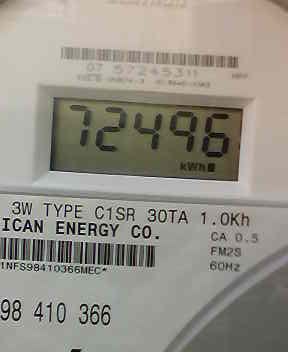 07 57245311
72496
kWh
3W TYPE C1SR 30TA 1.0Kh
ICAN ENERGY CO.
CA 0.5
FM2S
60Hz
1NFS98410366MEC*
98 410 366